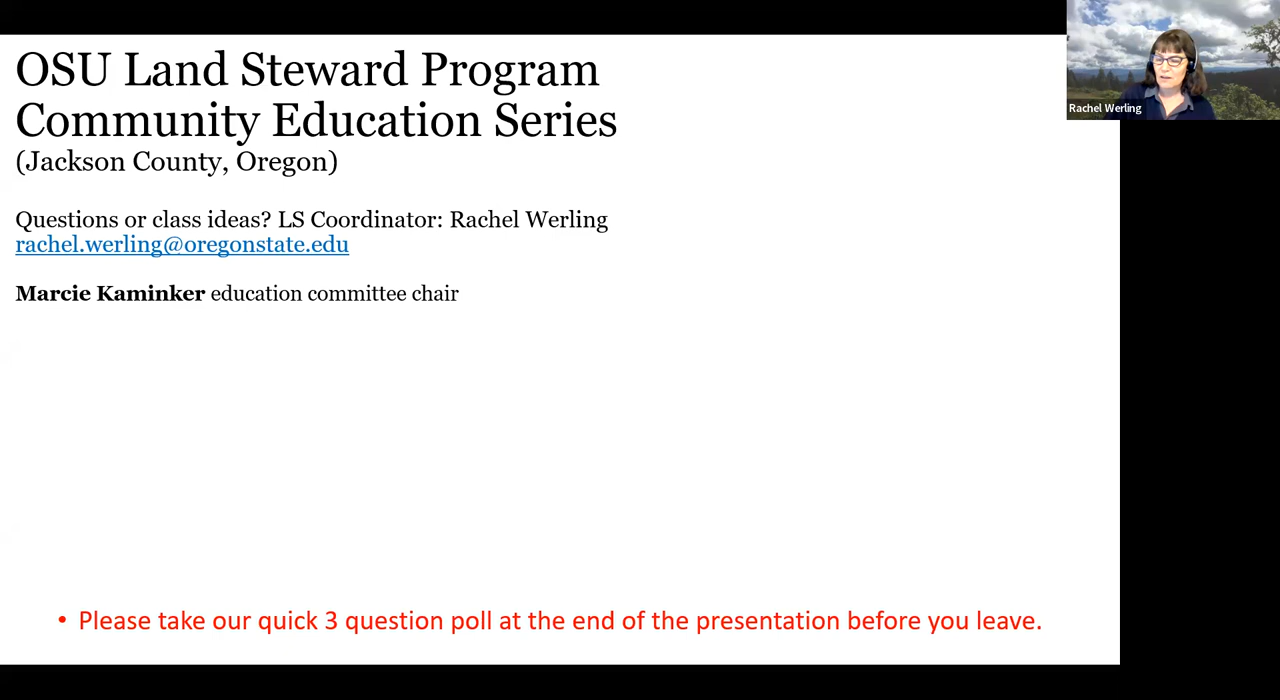 OSU Land Steward Program
Community Education Series
(Jackson County, Oregon)
Questions or class ideas? LS Coordinator: Rachel Werling
rachel.werling@oregonstate.edu
Marcie Kaminker education committee chair
• Please take our quick 3 question poll at the end of the presentation before you leave.
Rachel Werling